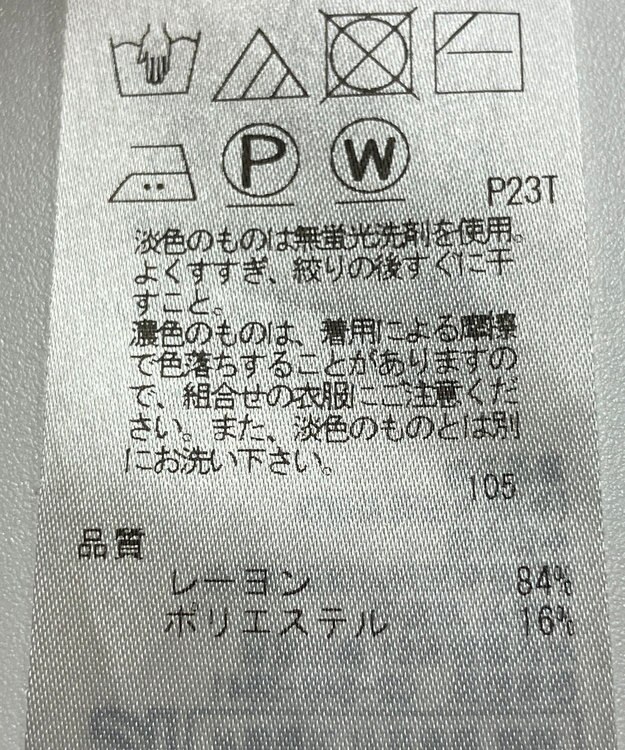 P W
P23T
淡色のものは無蛍光洗剤を使用。
よくすすぎ、絞りの後すぐに干
すこと。
濃色のものは、着用による摩擦
で色落ちすることがありますの
で、組合せの衣服にご注意くだ
さい。また、淡色のものとは別
にお洗い下さい。
105
品質
レーヨン 84%
ポリエステル 16%